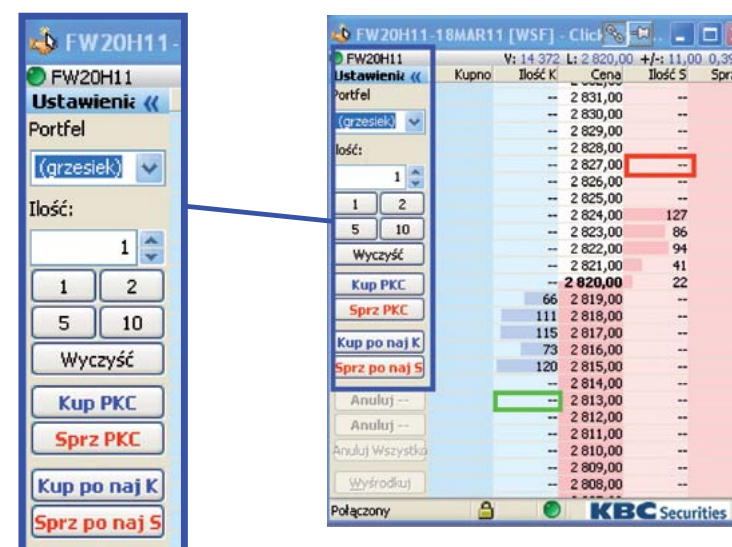 FW20H11-
FW20H11
Ustawienia «
Portfel
(grzesiek)
Ilość:
1
1 2
5 10
Wyczyść
Kup PKC
Sprz PKC
Kup po naj K
Sprz po naj S
FW20H11-18MAR11 [WSF] - Click
FW20H11 V: 14 372 L: 2 820,00 +/-: 11,00 0,39
Ustawienia « Kupno Ilość K Cena Ilość S Sprz
Portfel -- 2 831,00 --
(grzesiek) -- 2 830,00 --
-- 2 829,00 --
Ilość: -- 2 828,00 --
-- 2 827,00 --
1 -- 2 826,00 --
-- 2 825,00 --
1 2 -- 2 824,00 127
5 10 -- 2 823,00 86
-- 2 822,00 94
Wyczyść -- 2 821,00 41
Kup PKC -- 2 820,00 22
66 2 819,00 --
Sprz PKC 111 2 818,00 --
115 2 817,00 --
Kup po naj K 73 2 816,00 --
Sprz po naj S 120 2 815,00 --
-- 2 814,00 --
Anuluj -- -- 2 813,00 --
-- 2 812,00 --
Anuluj -- -- 2 811,00 --
Anuluj Wszystko -- 2 810,00 --
-- 2 809,00 --
Wyśrodkuj -- 2 808,00 --
Połączony KBC Securities